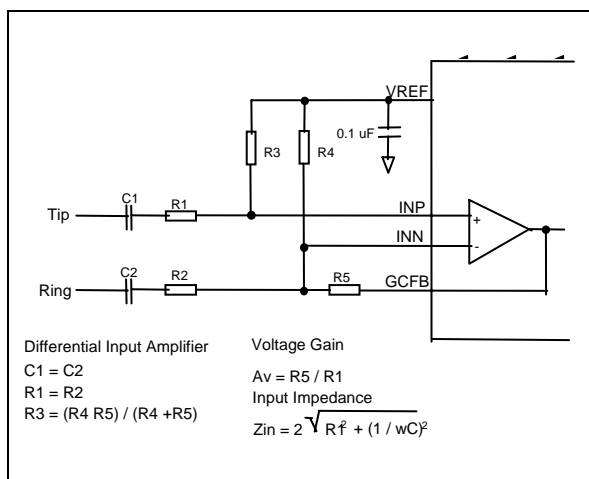 VREF
0.1 uF
R3
R4
C1
R1
Tip
INP
+
INN
-
C2
R2
R5
GCFB
Ring
Differential Input Amplifier
Voltage Gain
C1 = C2
Av = R5 / R1
R1 = R2
Input Impedance
R3 = (R4 R5) / (R4 +R5)
Zin = 2 √ R1² + (1 / wC)²